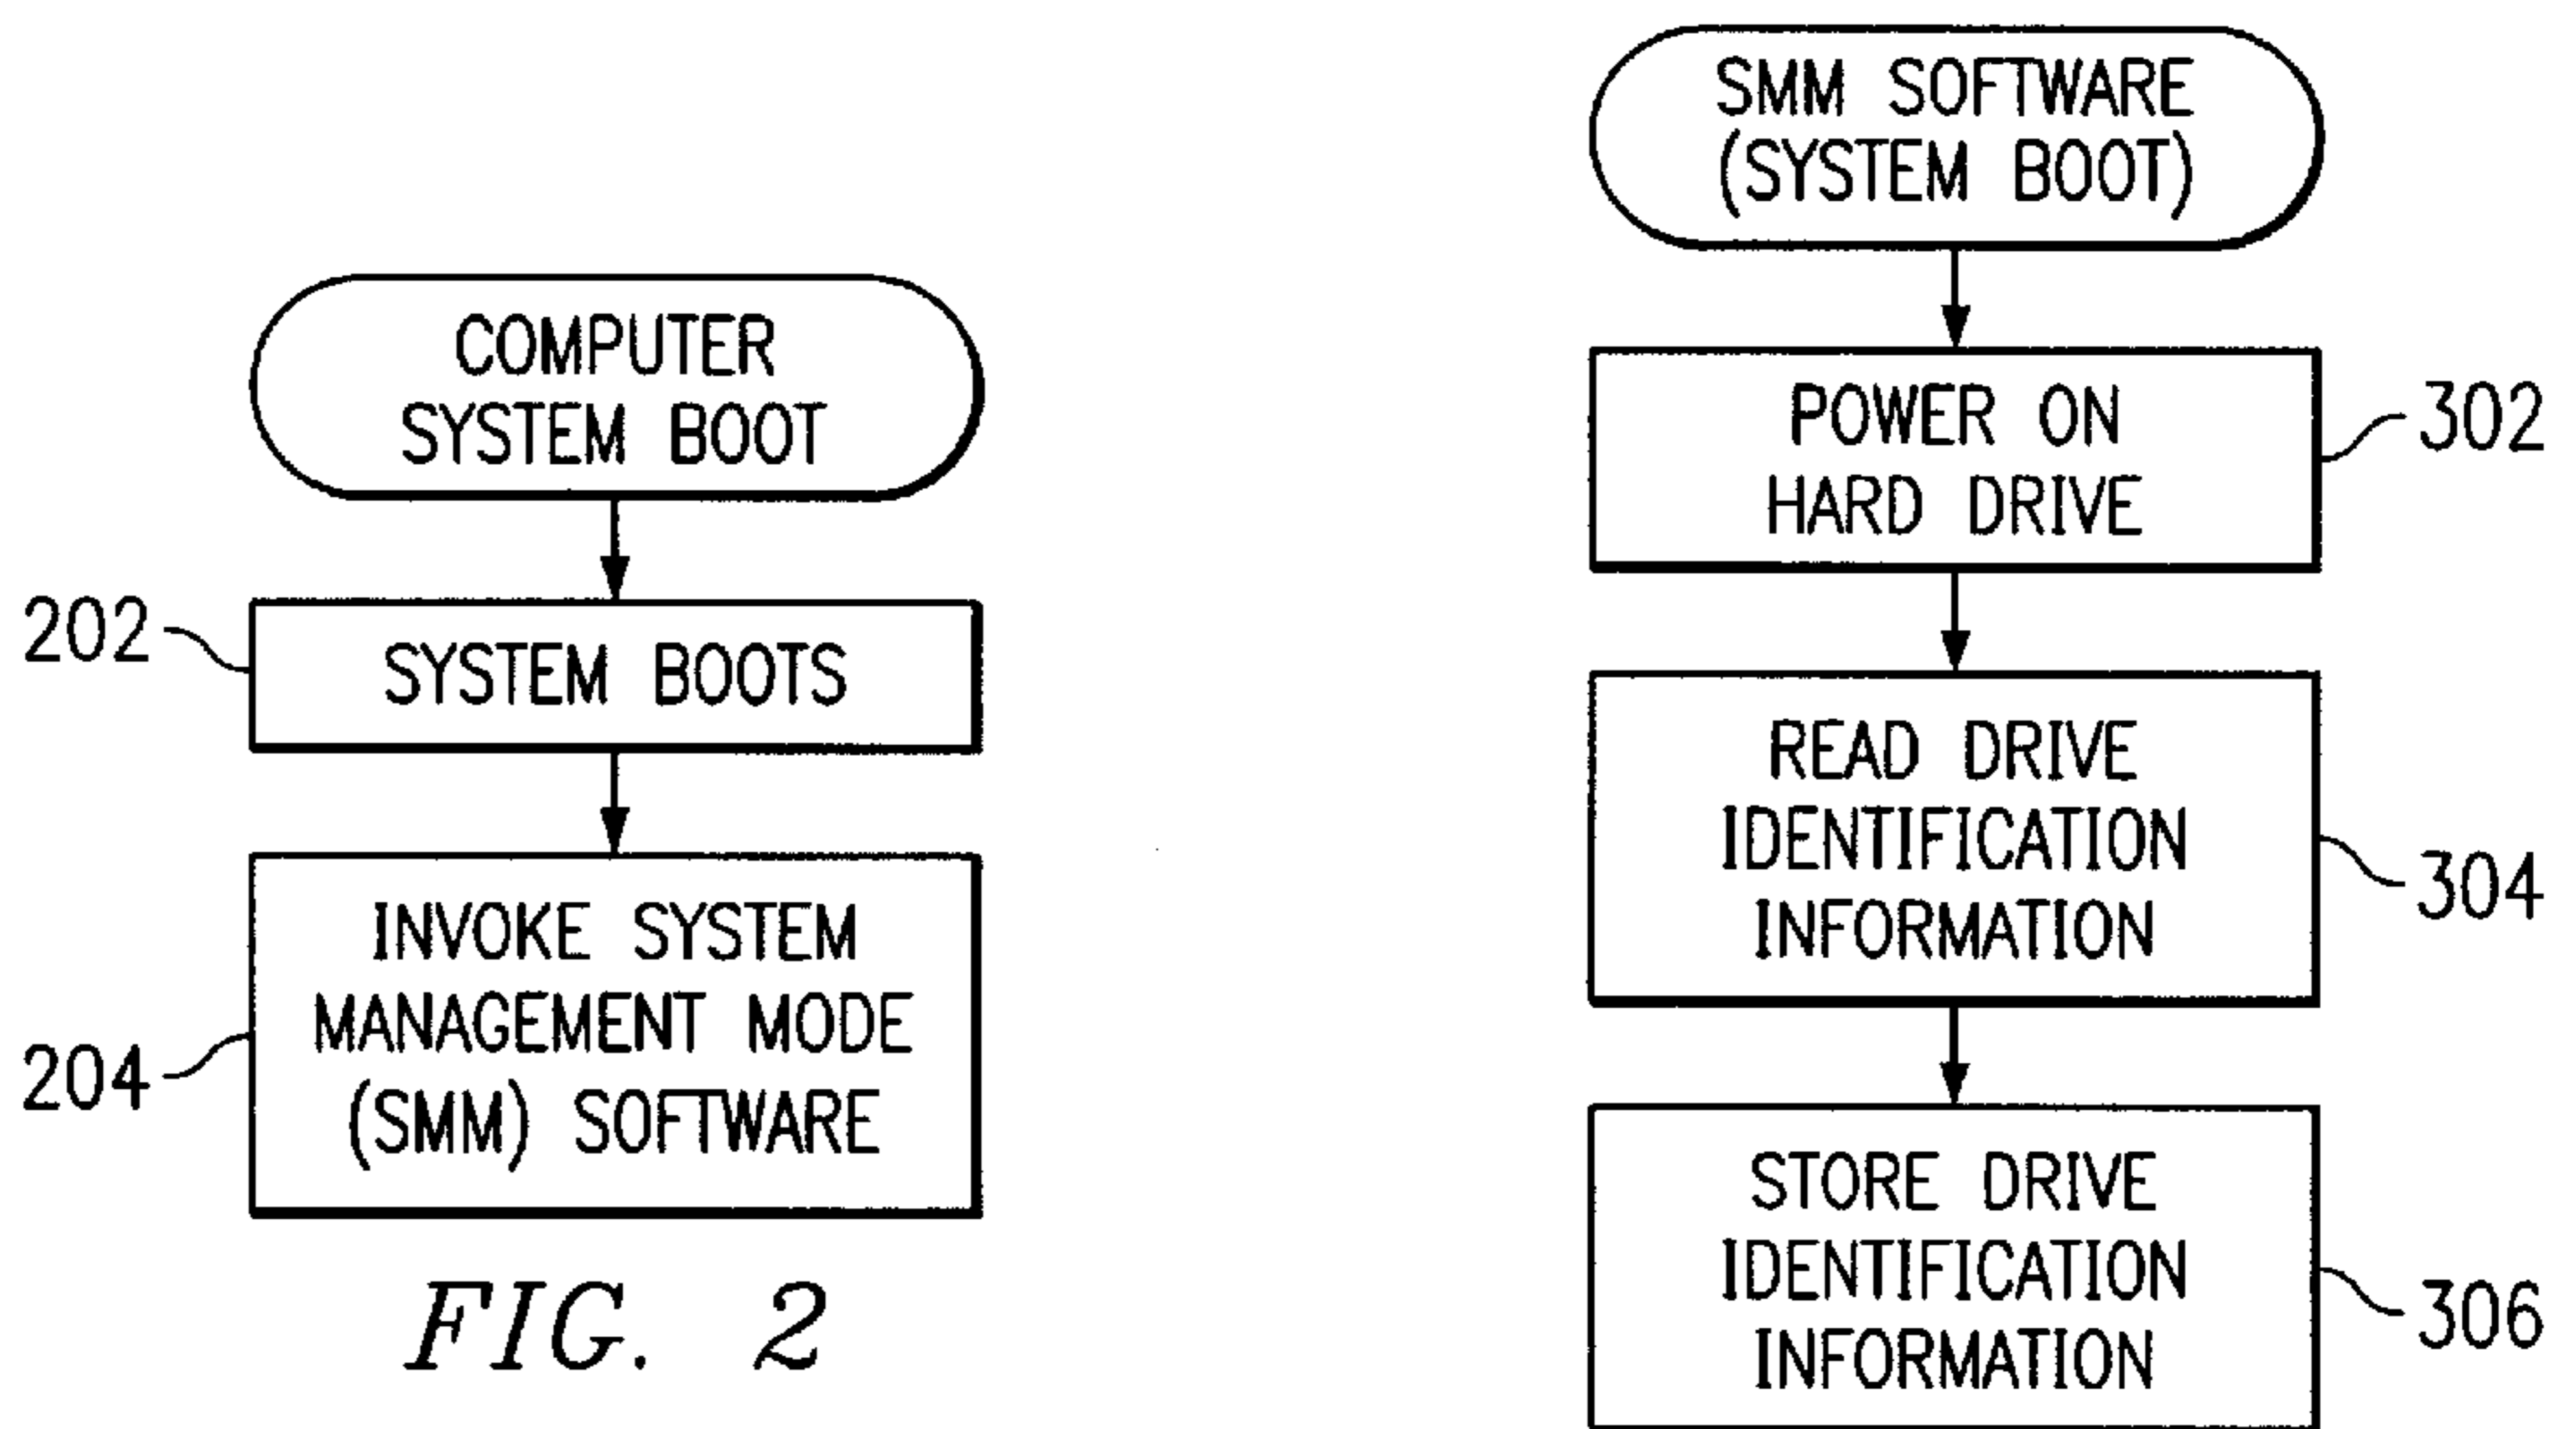 COMPUTER
SYSTEM BOOT
202
SYSTEM BOOTS
INVOKE SYSTEM
MANAGEMENT MODE
(SMM) SOFTWARE
204
FIG. 2
SMM SOFTWARE
(SYSTEM BOOT)
POWER ON
HARD DRIVE
302
READ DRIVE
IDENTIFICATION
INFORMATION
304
STORE DRIVE
IDENTIFICATION
INFORMATION
306